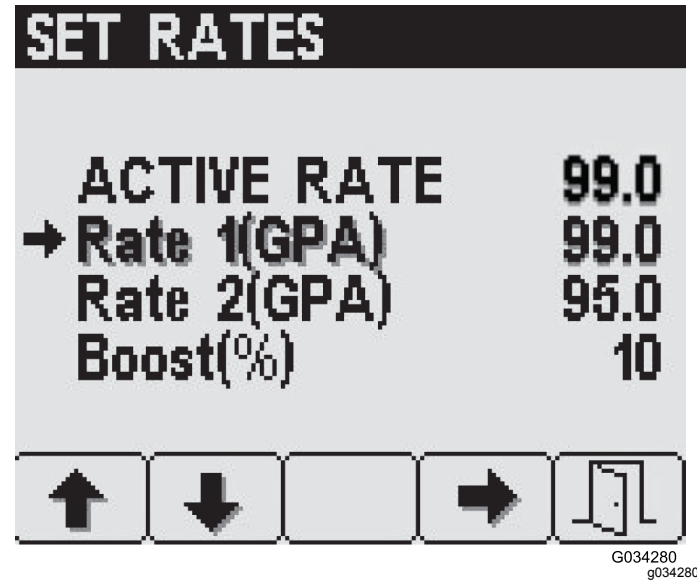 SET RATES
ACTIVE RATE 99.0
Rate 1(GPA) 99.0
Rate 2(GPA) 95.0
Boost(%) 10
G034280
g034280